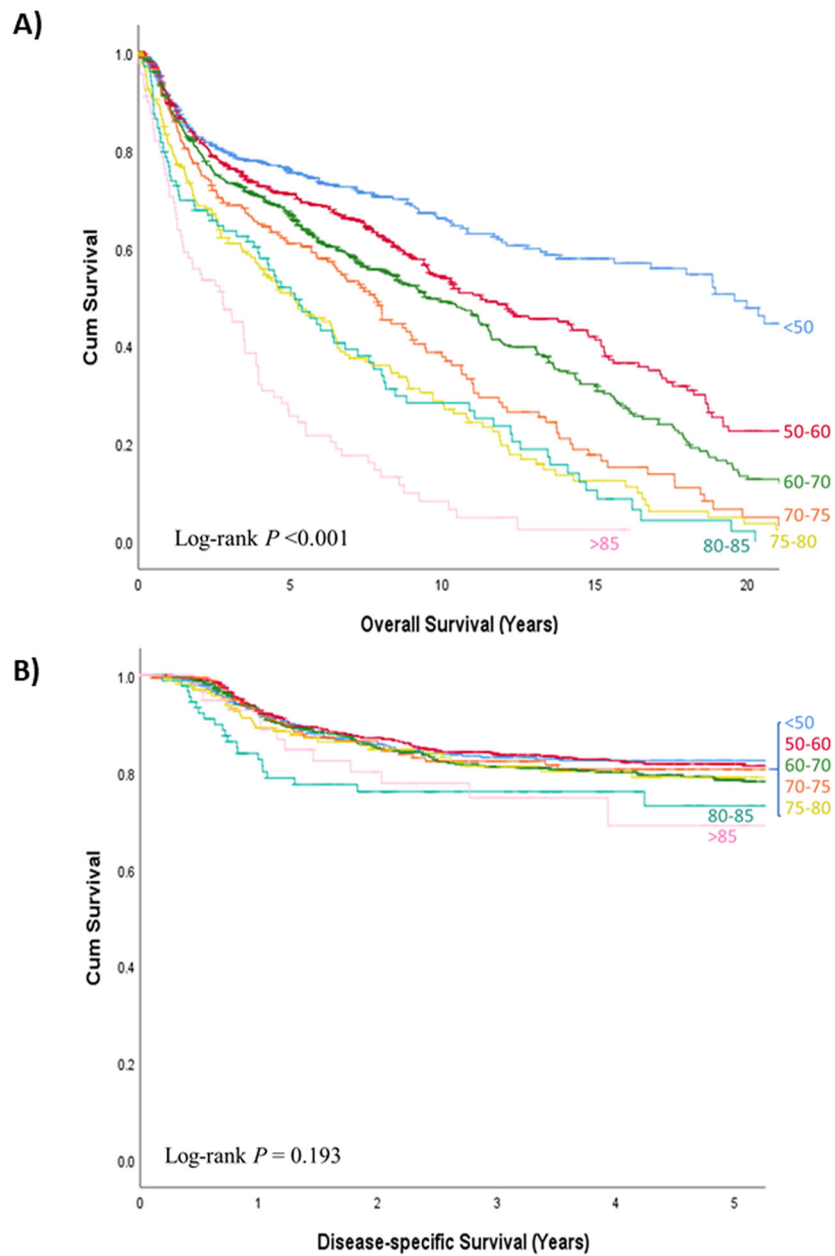 A)
1.0
0.8
0.6
0.4
0.2
0.0
Cum Survival
<50
50-60
60-70
70-75
75-80
80-85
>85
Log-rank P <0.001
0 5 10 15 20
Overall Survival (Years)
B)
1.0
0.8
0.6
0.4
0.2
0.0
Cum Survival
<50
50-60
60-70
70-75
75-80
80-85
>85
Log-rank P = 0.193
0 1 2 3 4 5
Disease-specific Survival (Years)